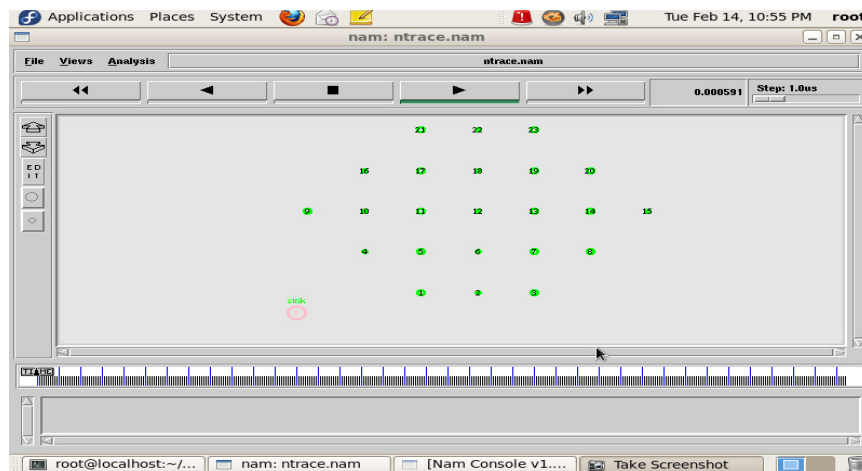 Applications Places System Tue Feb 14, 10:55 PM root
nam: ntrace.nam
File Views Analysis ntrace.nam
0.000591 Step: 1.0us
E D
I T
21 22 23
16 17 18 19 20
9 10 11 12 13 14 15
4 5 6 7 8
1 2 3
sink
TIME
root@localhost:~/... nam: ntrace.nam [Nam Console v1.... Take Screenshot